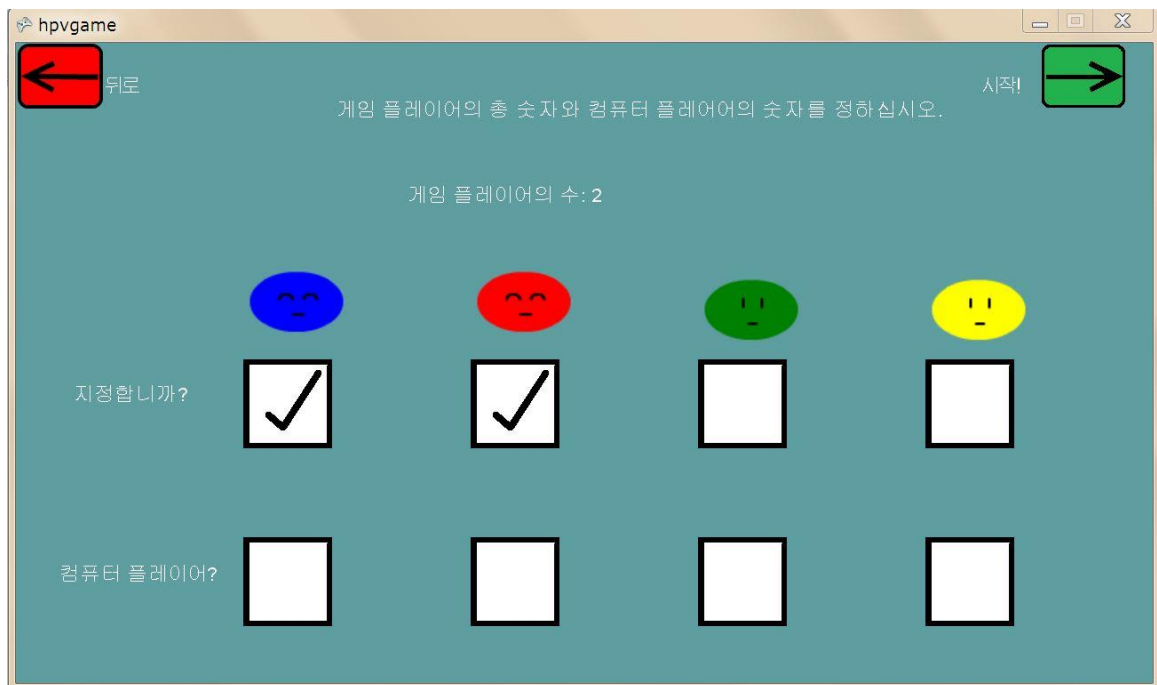 hpvgame
뒤로
시작!
게임 플레이어의 총 숫자와 컴퓨터 플레어어의 숫자를 정하십시오.
게임 플레이어의 수: 2
지정합니까?
컴퓨터 플레이어?